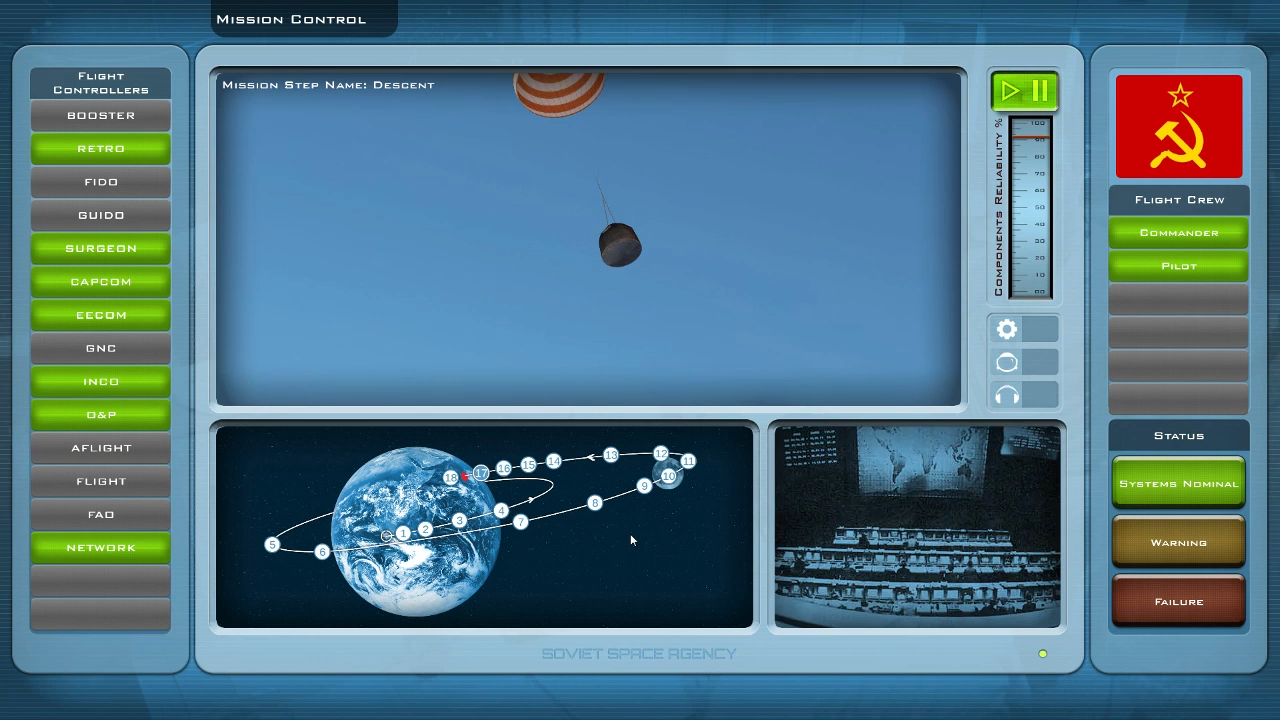 Mission Control
Flight Controllers
BOOSTER
RETRO
FIDO
GUIDO
SURGEON
CAPCOM
EECOM
GNC
INCO
O&P
AFLIGHT
FLIGHT
FAO
NETWORK
Mission Step Name: Descent
Components Reliability %
100
90
80
70
60
50
40
30
20
10
00
1
2
3
4
5
6
7
8
9
10
11
12
13
14
15
16
17
18
SOVIET SPACE AGENCY
Flight Crew
Commander
Pilot
Status
Systems Nominal
Warning
Failure